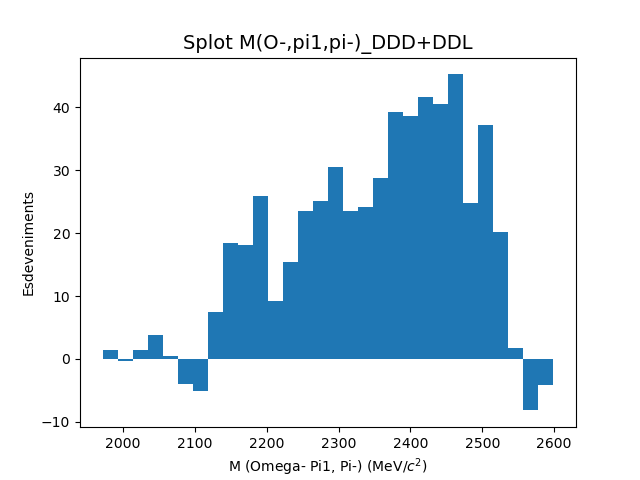 Splot M(O-,pi1,pi-)_DDD+DDL
Esdeveniments
40
30
20
10
0
−10
2000 2100 2200 2300 2400 2500 2600
M (Omega- Pi1, Pi-) (MeV/c²)